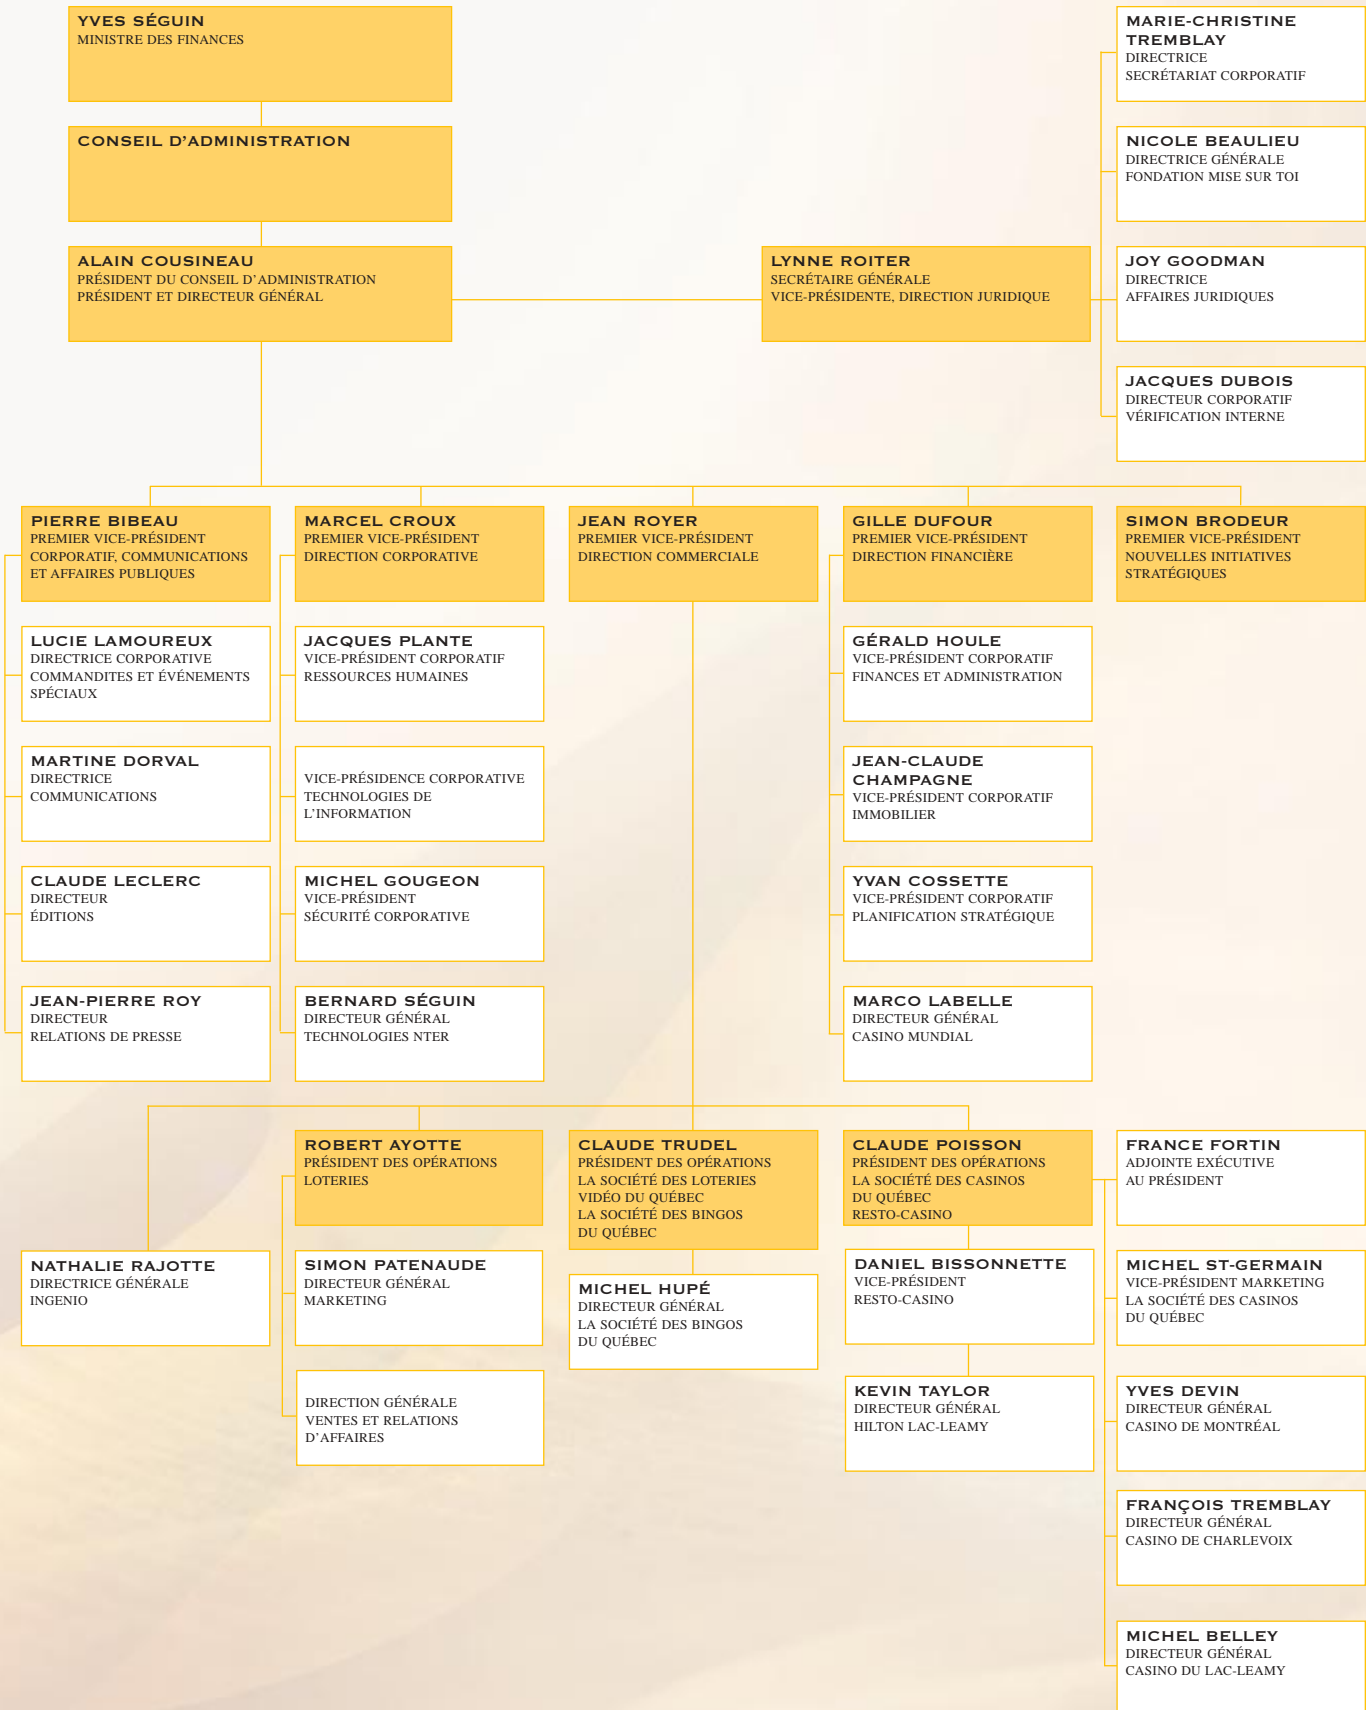 YVES SÉGUIN
MINISTRE DES FINANCES
CONSEIL D’ADMINISTRATION
ALAIN COUSINEAU
PRÉSIDENT DU CONSEIL D’ADMINISTRATION
PRÉSIDENT ET DIRECTEUR GÉNÉRAL
LYNNE ROITER
SECRÉTAIRE GÉNÉRALE
VICE-PRÉSIDENTE, DIRECTION JURIDIQUE
MARIE-CHRISTINE
TREMBLAY
DIRECTRICE
SECRÉTARIAT CORPORATIF
NICOLE BEAULIEU
DIRECTRICE GÉNÉRALE
FONDATION MISE SUR TOI
JOY GOODMAN
DIRECTRICE
AFFAIRES JURIDIQUES
JACQUES DUBOIS
DIRECTEUR CORPORATIF
VÉRIFICATION INTERNE
PIERRE BIBEAU
PREMIER VICE-PRÉSIDENT
CORPORATIF, COMMUNICATIONS
ET AFFAIRES PUBLIQUES
LUCIE LAMOUREUX
DIRECTRICE CORPORATIVE
COMMANDITES ET ÉVÉNEMENTS
SPÉCIAUX
MARTINE DORVAL
DIRECTRICE
COMMUNICATIONS
CLAUDE LECLERC
DIRECTEUR
ÉDITIONS
JEAN-PIERRE ROY
DIRECTEUR
RELATIONS DE PRESSE
MARCEL CROUX
PREMIER VICE-PRÉSIDENT
DIRECTION CORPORATIVE
JACQUES PLANTE
VICE-PRÉSIDENT CORPORATIF
RESSOURCES HUMAINES
VICE-PRÉSIDENCE CORPORATIVE
TECHNOLOGIES DE
L’INFORMATION
MICHEL GOUGEON
VICE-PRÉSIDENT
SÉCURITÉ CORPORATIVE
BERNARD SÉGUIN
DIRECTEUR GÉNÉRAL
TECHNOLOGIES NTER
JEAN ROYER
PREMIER VICE-PRÉSIDENT
DIRECTION COMMERCIALE
GILLE DUFOUR
PREMIER VICE-PRÉSIDENT
DIRECTION FINANCIÈRE
GÉRALD HOULE
VICE-PRÉSIDENT CORPORATIF
FINANCES ET ADMINISTRATION
JEAN-CLAUDE
CHAMPAGNE
VICE-PRÉSIDENT CORPORATIF
IMMOBILIER
YVAN COSSETTE
VICE-PRÉSIDENT CORPORATIF
PLANIFICATION STRATÉGIQUE
MARCO LABELLE
DIRECTEUR GÉNÉRAL
CASINO MUNDIAL
SIMON BRODEUR
PREMIER VICE-PRÉSIDENT
NOUVELLES INITIATIVES
STRATÉGIQUES
NATHALIE RAJOTTE
DIRECTRICE GÉNÉRALE
INGENIO
ROBERT AYOTTE
PRÉSIDENT DES OPÉRATIONS
LOTERIES
SIMON PATENAUDE
DIRECTEUR GÉNÉRAL
MARKETING
DIRECTION GÉNÉRALE
VENTES ET RELATIONS
D’AFFAIRES
CLAUDE TRUDEL
PRÉSIDENT DES OPÉRATIONS
LA SOCIÉTÉ DES LOTERIES
VIDÉO DU QUÉBEC
LA SOCIÉTÉ DES BINGOS
DU QUÉBEC
MICHEL HUPÉ
DIRECTEUR GÉNÉRAL
LA SOCIÉTÉ DES BINGOS
DU QUÉBEC
CLAUDE POISSON
PRÉSIDENT DES OPÉRATIONS
LA SOCIÉTÉ DES CASINOS
DU QUÉBEC
RESTO-CASINO
DANIEL BISSONNETTE
VICE-PRÉSIDENT
RESTO-CASINO
KEVIN TAYLOR
DIRECTEUR GÉNÉRAL
HILTON LAC-LEAMY
FRANCE FORTIN
ADJOINTE EXÉCUTIVE
AU PRÉSIDENT
MICHEL ST-GERMAIN
VICE-PRÉSIDENT MARKETING
LA SOCIÉTÉ DES CASINOS
DU QUÉBEC
YVES DEVIN
DIRECTEUR GÉNÉRAL
CASINO DE MONTRÉAL
FRANÇOIS TREMBLAY
DIRECTEUR GÉNÉRAL
CASINO DE CHARLEVOIX
MICHEL BELLEY
DIRECTEUR GÉNÉRAL
CASINO DU LAC-LEAMY